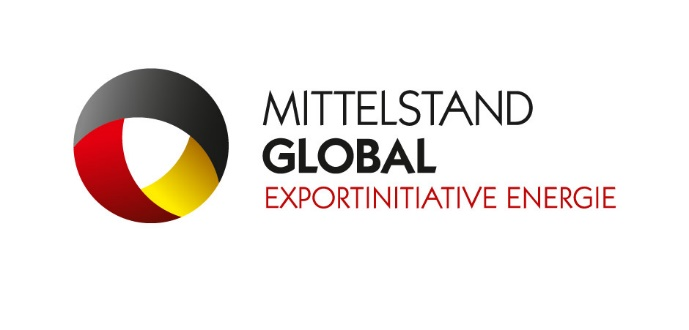 MITTELSTAND
GLOBAL
EXPORTINITIATIVE ENERGIE